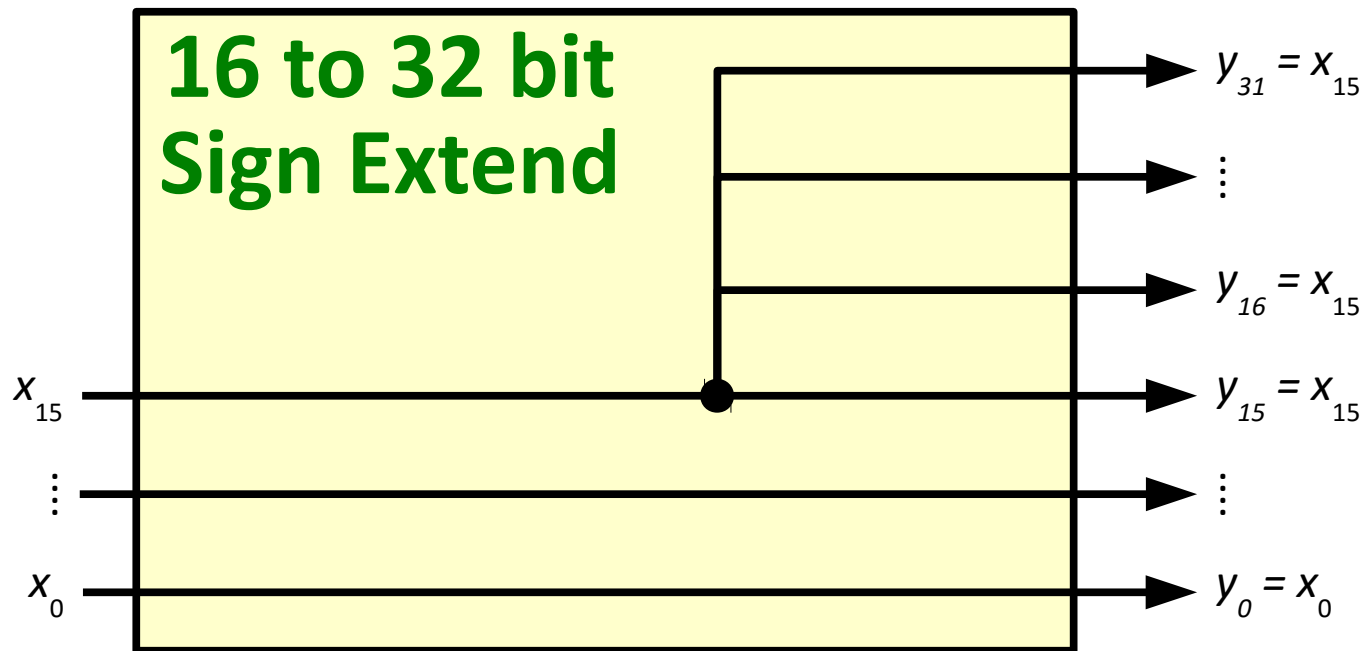 16 to 32 bit
Sign Extend
y31 = x15
⋮
y16 = x15
x15
y15 = x15
⋮
⋮
x0
y0 = x0